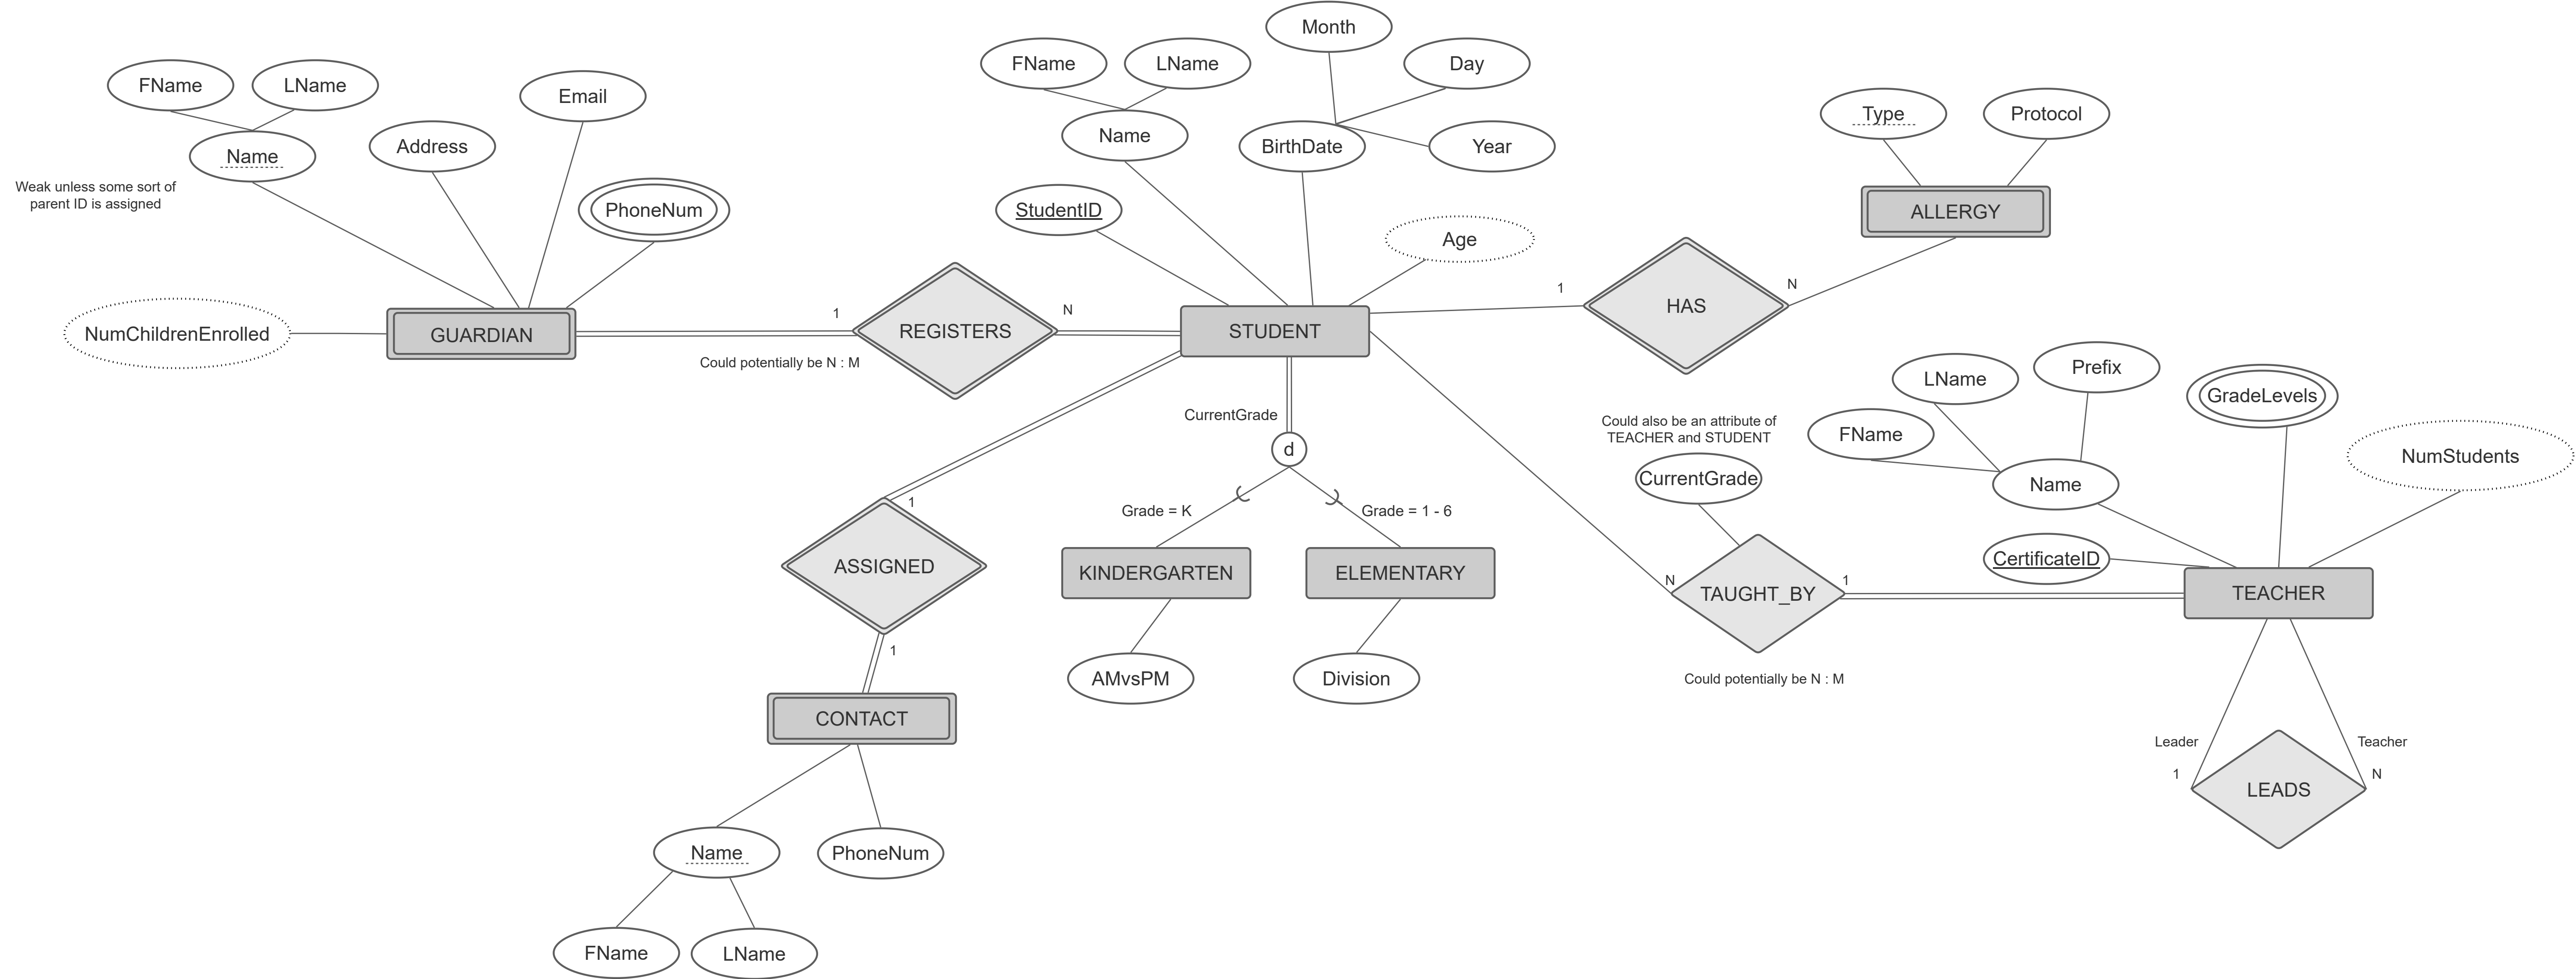 Month
FName
LName
Day
FName
LName
Email
Type
Protocol
Name
Address
Name
BirthDate
Year
Weak unless some sort of
parent ID is assigned
PhoneNum
StudentID
Age
ALLERGY
NumChildrenEnrolled
GUARDIAN
1
REGISTERS
N
STUDENT
1
HAS
N
Could potentially be N : M
LName
Prefix
GradeLevels
CurrentGrade
Could also be an attribute of
TEACHER and STUDENT
FName
d
CurrentGrade
Name
NumStudents
1
Grade = K
Grade = 1 - 6
ASSIGNED
KINDERGARTEN
ELEMENTARY
CertificateID
N
TAUGHT_BY
1
TEACHER
1
AMvsPM
Division
Could potentially be N : M
CONTACT
Leader
Teacher
1
LEADS
N
Name
PhoneNum
FName
LName